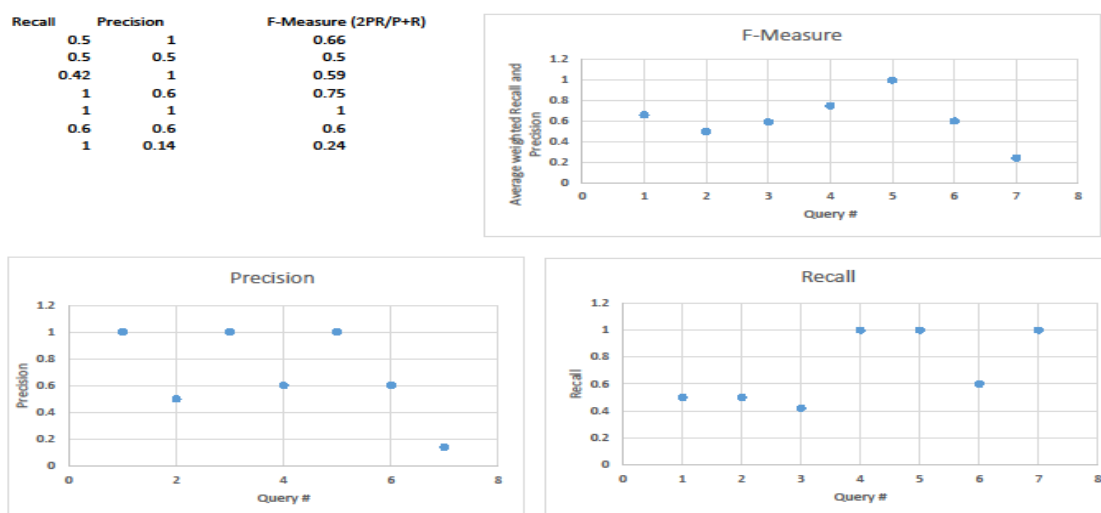 Recall Precision F-Measure (2PR/P+R)
0.5 1 0.66
0.5 0.5 0.5
0.42 1 0.59
1 0.6 0.75
1 1 1
0.6 0.6 0.6
1 0.14 0.24
F-Measure
Average weighted Recall and
Precision
1.2
1
0.8
0.6
0.4
0.2
0
0 1 2 3 4 5 6 7 8
Query #
Precision
Precision
1.2
1
0.8
0.6
0.4
0.2
0
0 2 4 6 8
Query #
Recall
Recall
1.2
1
0.8
0.6
0.4
0.2
0
0 1 2 3 4 5 6 7 8
Query #